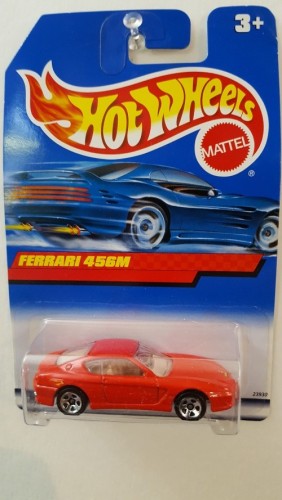 3+
Hot Wheels
MATTEL
®
FERRARI 456M